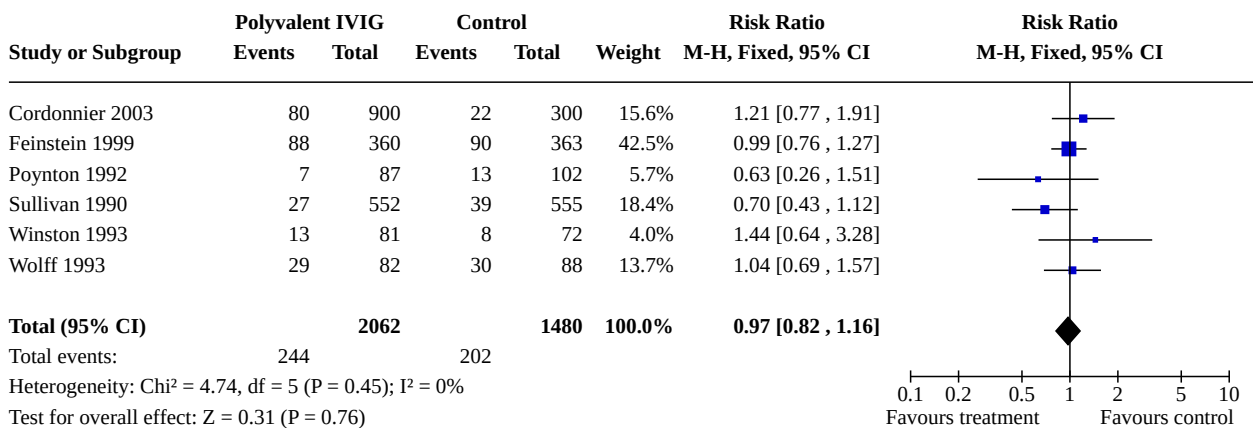 Polyvalent IVIG Control Risk Ratio Risk Ratio
Study or Subgroup Events Total Events Total Weight M-H, Fixed, 95% CI M-H, Fixed, 95% CI
Cordonnier 2003 80 900 22 300 15.6% 1.21 [0.77 , 1.91]
Feinstein 1999 88 360 90 363 42.5% 0.99 [0.76 , 1.27]
Poynton 1992 7 87 13 102 5.7% 0.63 [0.26 , 1.51]
Sullivan 1990 27 552 39 555 18.4% 0.70 [0.43 , 1.12]
Winston 1993 13 81 8 72 4.0% 1.44 [0.64 , 3.28]
Wolff 1993 29 82 30 88 13.7% 1.04 [0.69 , 1.57]
Total (95% CI) 2062 1480 100.0% 0.97 [0.82 , 1.16]
Total events: 244 202
Heterogeneity: Chi² = 4.74, df = 5 (P = 0.45); I² = 0%
0.1 0.2 0.5 1 2 5 10
Test for overall effect: Z = 0.31 (P = 0.76) Favours treatment Favours control